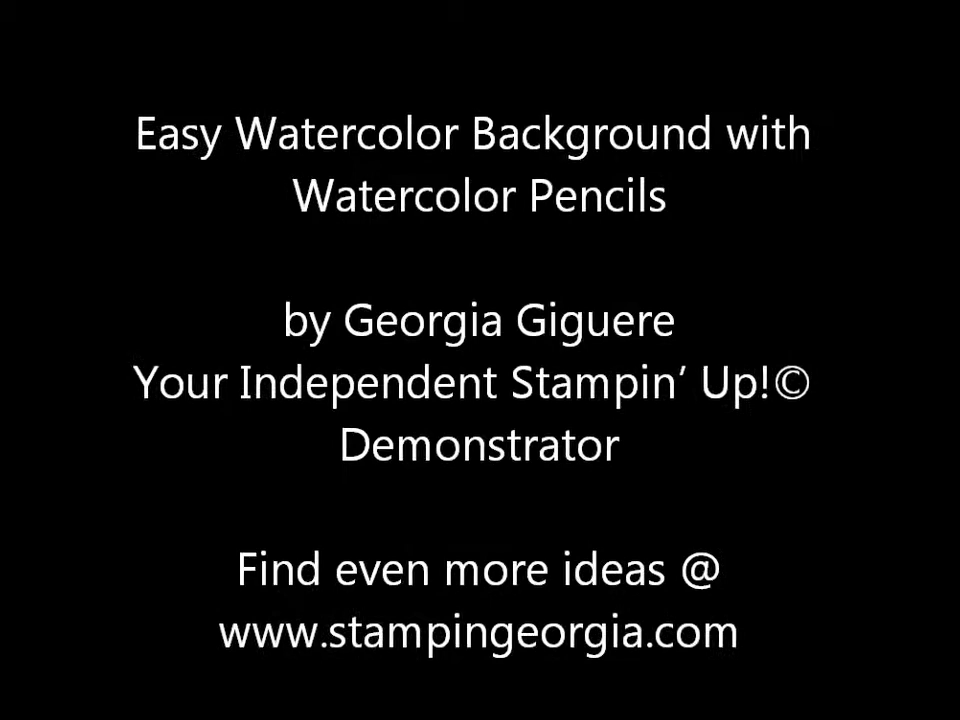 Easy Watercolor Background with
Watercolor Pencils
by Georgia Giguere
Your Independent Stampin’ Up!©
Demonstrator
Find even more ideas @
www.stampingeorgia.com